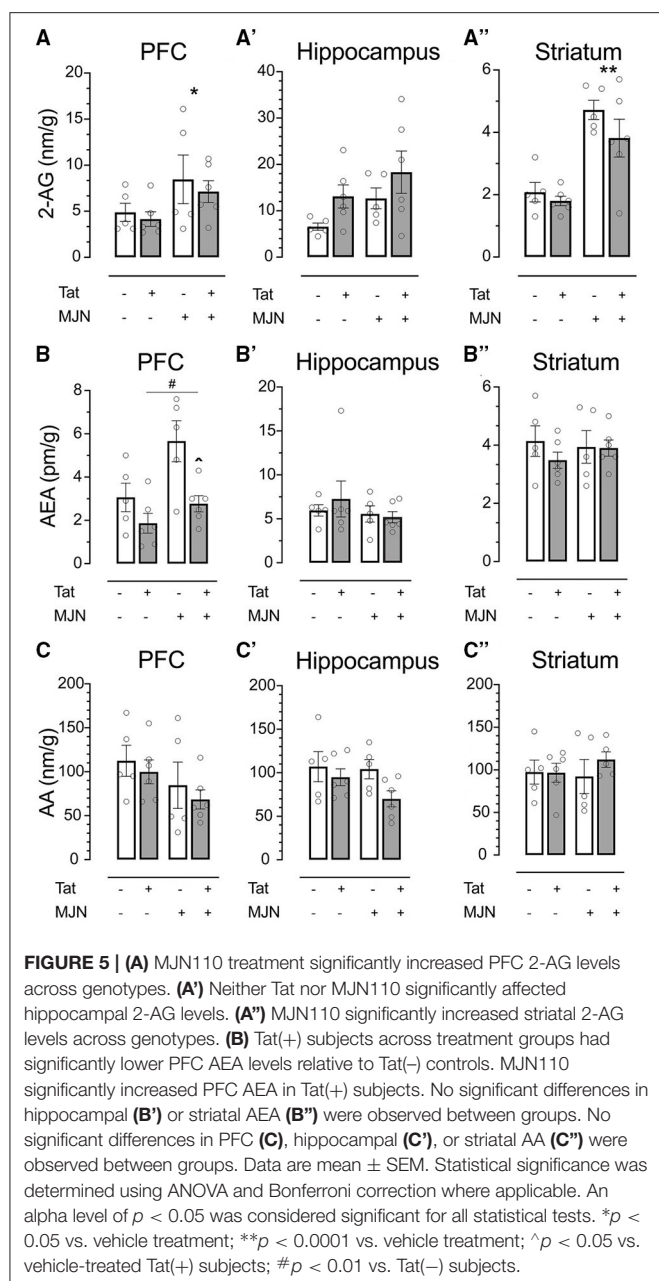 A PFC A' Hippocampus A'' Striatum
2-AG (nm/g)
20 40 6
15 30
10 20 4
5 10 2
0 0 0
* **
Tat - + - + Tat - + - + Tat - + - +
MJN - - + + MJN - - + + MJN - - + +
B PFC B' Hippocampus B'' Striatum
AEA (pm/g)
8 20 6
6 15 4
4 10
2 5 2
0 0 0
# ^
Tat - + - + Tat - + - + Tat - + - +
MJN - - + + MJN - - + + MJN - - + +
C PFC C' Hippocampus C'' Striatum
AA (nm/g)
200 200 200
150 150 150
100 100 100
50 50 50
0 0 0
Tat - + - + Tat - + - + Tat - + - +
MJN - - + + MJN - - + + MJN - - + +
FIGURE 5 | (A) MJN110 treatment significantly increased PFC 2-AG levels
across genotypes. (A') Neither Tat nor MJN110 significantly affected
hippocampal 2-AG levels. (A'') MJN110 significantly increased striatal 2-AG
levels across genotypes. (B) Tat(+) subjects across treatment groups had
significantly lower PFC AEA levels relative to Tat(–) controls. MJN110
significantly increased PFC AEA in Tat(+) subjects. No significant differences in
hippocampal (B') or striatal AEA (B'') were observed between groups. No
significant differences in PFC (C), hippocampal (C'), or striatal AA (C'') were
observed between groups. Data are mean ± SEM. Statistical significance was
determined using ANOVA and Bonferroni correction where applicable. An
alpha level of p < 0.05 was considered significant for all statistical tests. *p <
0.05 vs. vehicle treatment; **p < 0.0001 vs. vehicle treatment; ^p < 0.05 vs.
vehicle-treated Tat(+) subjects; #p < 0.01 vs. Tat(–) subjects.